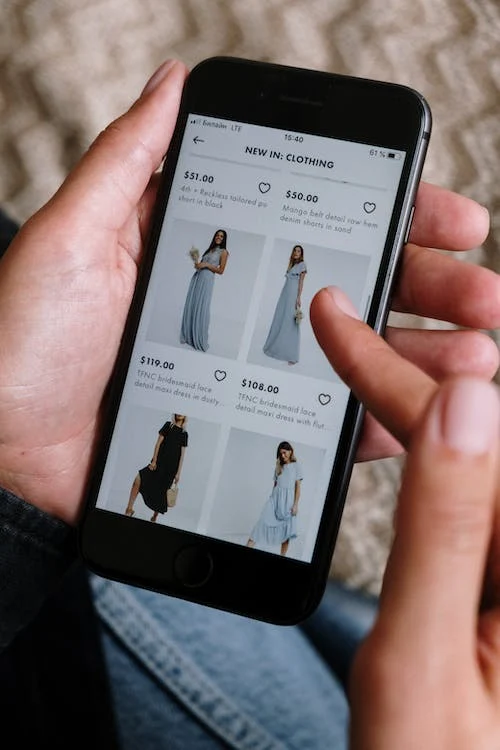 Билайн LTE
15:40
61%
NEW IN: CLOTHING
$51.00
4th + Reckless tailored
short in black
$50.00
Mango belt detail raw hem
denim shorts in sand
$119.00
TFNC bridesmaid lace
detail maxi dress in dusty...
$108.00
TFNC bridesmaid lace
detail maxi dress with flut...